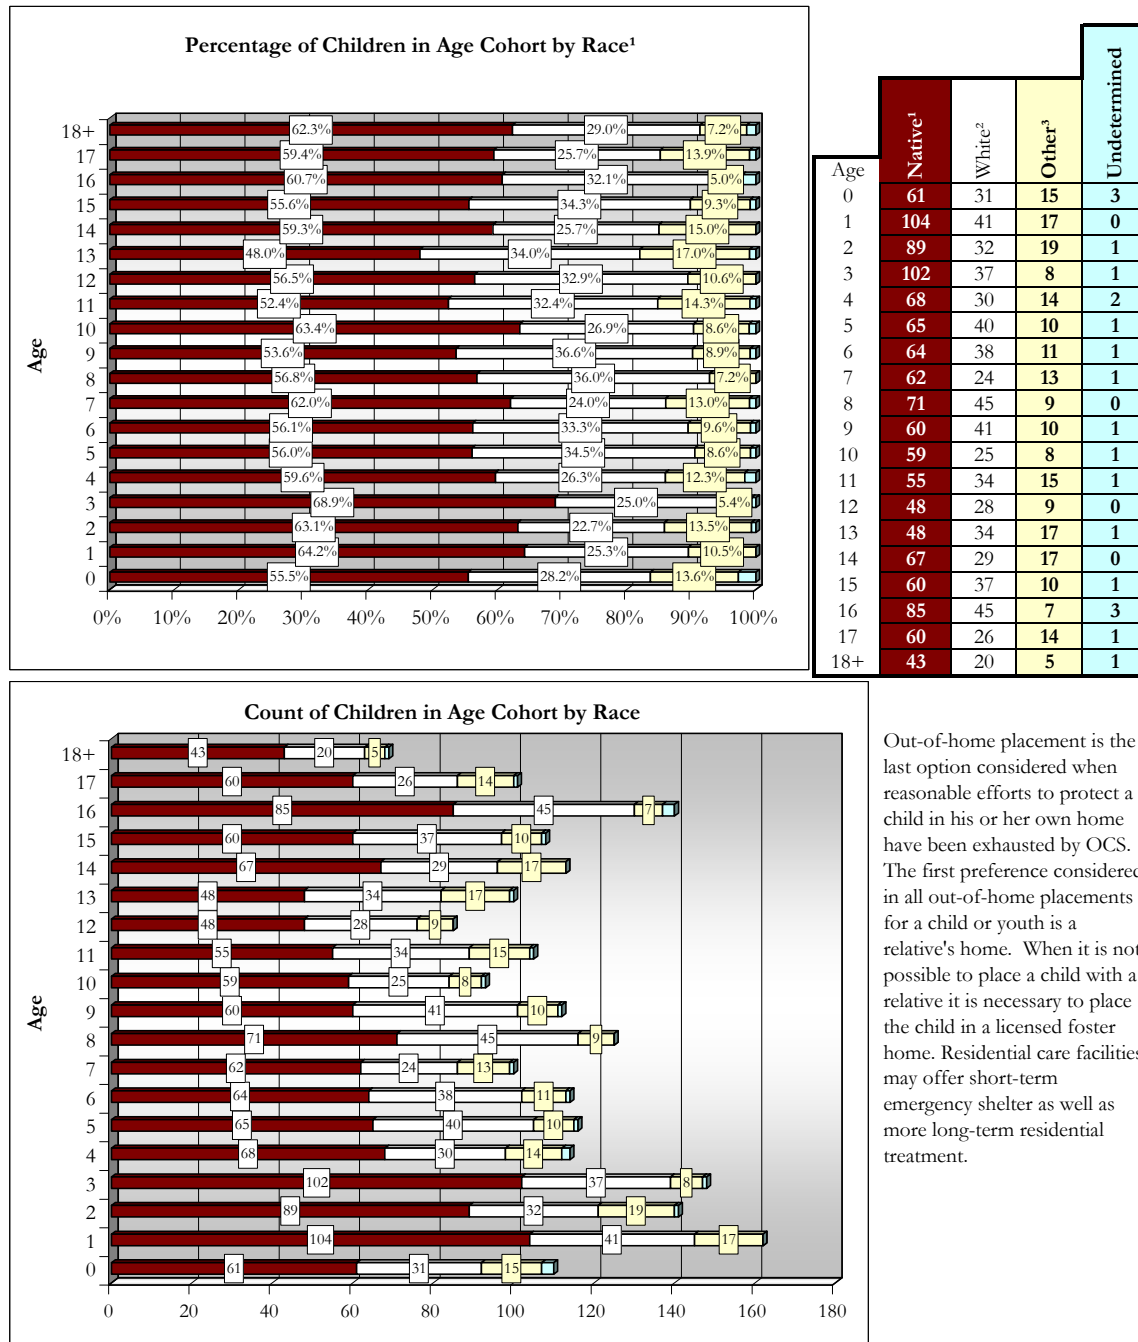 Percentage of Children in Age Cohort by Race¹
Age
18+ 62.3% 29.0% 7.2%
17 59.4% 25.7% 13.9%
16 60.7% 32.1% 5.0%
15 55.6% 34.3% 9.3%
14 59.3% 25.7% 15.0%
13 48.0% 34.0% 17.0%
12 56.5% 32.9% 10.6%
11 52.4% 32.4% 14.3%
10 63.4% 26.9% 8.6%
9 53.6% 36.6% 8.9%
8 56.8% 36.0% 7.2%
7 62.0% 24.0% 13.0%
6 56.1% 33.3% 9.6%
5 56.0% 34.5% 8.6%
4 59.6% 26.3% 12.3%
3 68.9% 25.0% 5.4%
2 63.1% 22.7% 13.5%
1 64.2% 25.3% 10.5%
0 55.5% 28.2% 13.6%
0% 10% 20% 30% 40% 50% 60% 70% 80% 90% 100%
Age Native¹ White² Other³ Undetermined
0 61 31 15 3
1 104 41 17 0
2 89 32 19 1
3 102 37 8 1
4 68 30 14 2
5 65 40 10 1
6 64 38 11 1
7 62 24 13 1
8 71 45 9 0
9 60 41 10 1
10 59 25 8 1
11 55 34 15 1
12 48 28 9 0
13 48 34 17 1
14 67 29 17 0
15 60 37 10 1
16 85 45 7 3
17 60 26 14 1
18+ 43 20 5 1
Count of Children in Age Cohort by Race
Age
18+ 43 20 5
17 60 26 14
16 85 45 7
15 60 37 10
14 67 29 17
13 48 34 17
12 48 28 9
11 55 34 15
10 59 25 8
9 60 41 10
8 71 45 9
7 62 24 13
6 64 38 11
5 65 40 10
4 68 30 14
3 102 37 8
2 89 32 19
1 104 41 17
0 61 31 15
0 20 40 60 80 100 120 140 160 180
Out-of-home placement is the
last option considered when
reasonable efforts to protect a
child in his or her own home
have been exhausted by OCS.
The first preference considered
in all out-of-home placements
for a child or youth is a
relative's home. When it is not
possible to place a child with a
relative it is necessary to place
the child in a licensed foster
home. Residential care facilities
may offer short-term
emergency shelter as well as
more long-term residential
treatment.